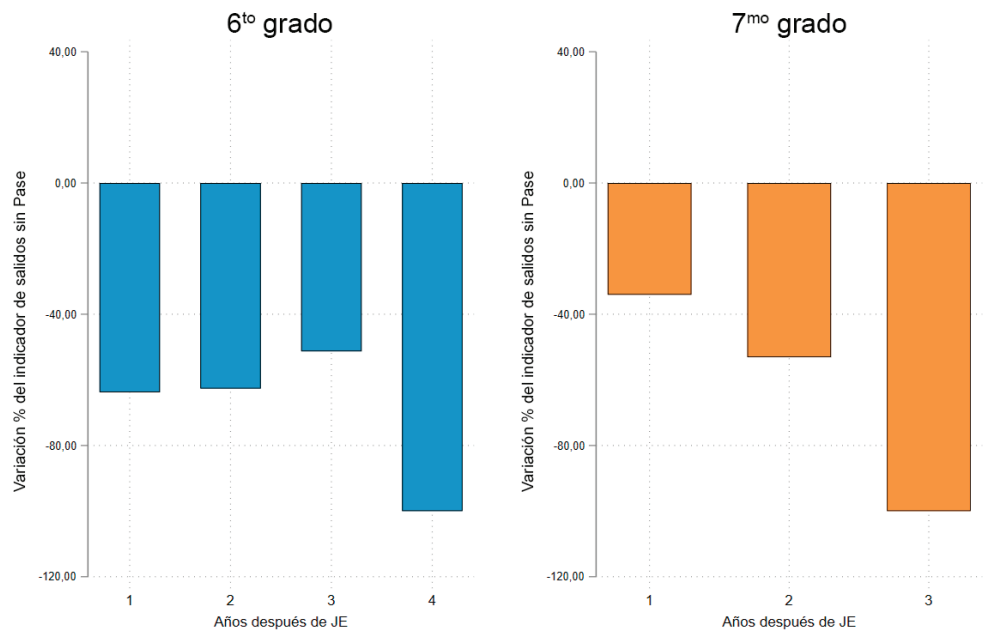 6to grado
Variación % del indicador de salidos sin Pase
40,00
0,00
-40,00
-80,00
-120,00
1 2 3 4
Años después de JE
7mo grado
Variación % del indicador de salidos sin Pase
40,00
0,00
-40,00
-80,00
-120,00
1 2 3
Años después de JE